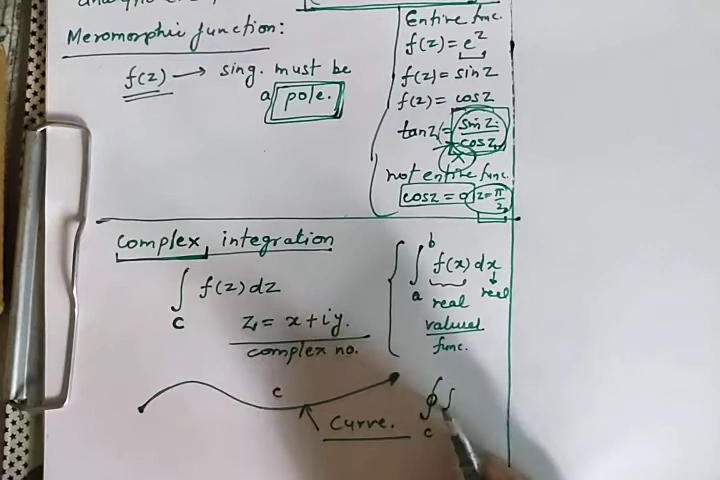 Meromorphic function:
f(z) → sing. must be
a pole.
Entire func.
f(z) = e^z
f(z) = sin z
f(z) = cos z
tan z = sin z / cos z
x
not entire func.
cos z = 0 z = π/2
complex integration
∫_C f(z) dz
z = x + iy.
complex no.
∫_a^b f(x) dx
real real
valued
func.
C
Curve.
∮_C ∫